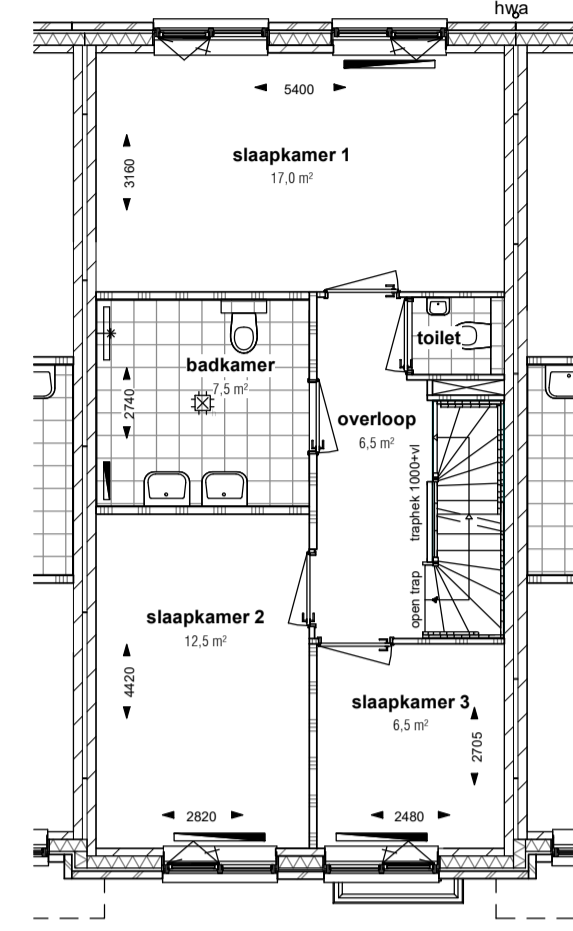 hwa
5400
slaapkamer 1
17,0 m²
3160
toilet
badkamer
7,5 m²
2740
overloop
6,5 m²
traphek 1000+vl
open trap
slaapkamer 2
12,5 m²
4420
slaapkamer 3
6,5 m²
2705
2820
2480